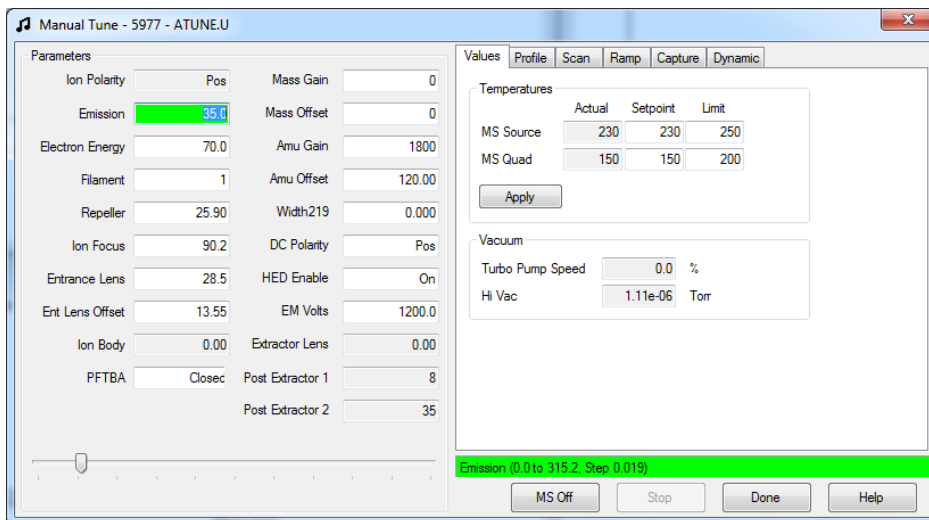 Manual Tune - 5977 - ATUNE.U
Parameters
Ion Polarity Pos Mass Gain 0
Emission 35.0 Mass Offset 0
Electron Energy 70.0 Amu Gain 1800
Filament 1 Amu Offset 120.00
Repeller 25.90 Width219 0.000
Ion Focus 90.2 DC Polarity Pos
Entrance Lens 28.5 HED Enable On
Ent Lens Offset 13.55 EM Volts 1200.0
Ion Body 0.00 Extractor Lens 0.00
PFTBA Closed Post Extractor 1 8
Post Extractor 2 35
Values Profile Scan Ramp Capture Dynamic
Temperatures
Actual Setpoint Limit
MS Source 230 230 250
MS Quad 150 150 200
Apply
Vacuum
Turbo Pump Speed 0.0 %
Hi Vac 1.11e-06 Torr
Emission (0.0 to 315.2, Step 0.019)
MS Off Stop Done Help